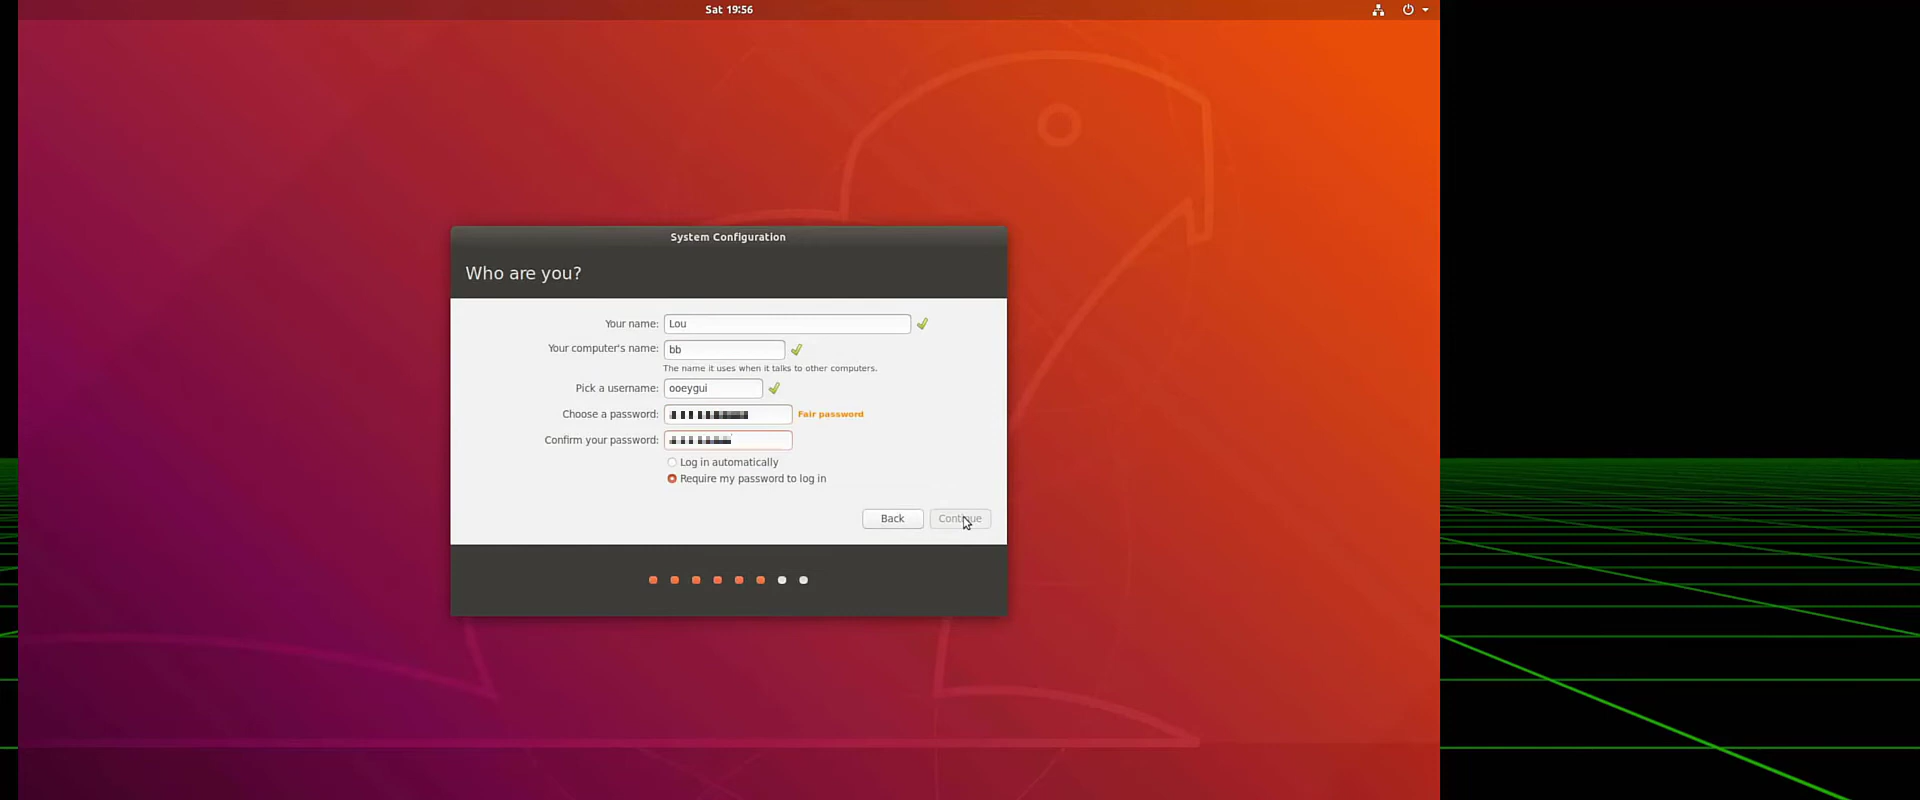 Sat 19:56
System Configuration
Who are you?
Your name: Lou
Your computer's name: bb
The name it uses when it talks to other computers.
Pick a username: ooeygui
Choose a password: Fair password
Confirm your password:
Log in automatically
Require my password to log in
Back Continue